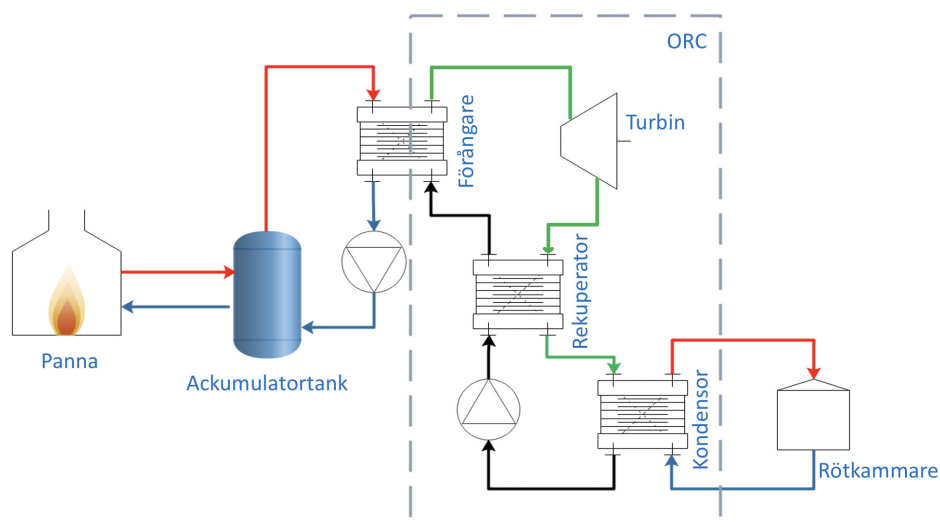 ORC
Turbin
Förångare
Rekuperator
Panna
Ackumulatortank
Kondensor
Rötkammare